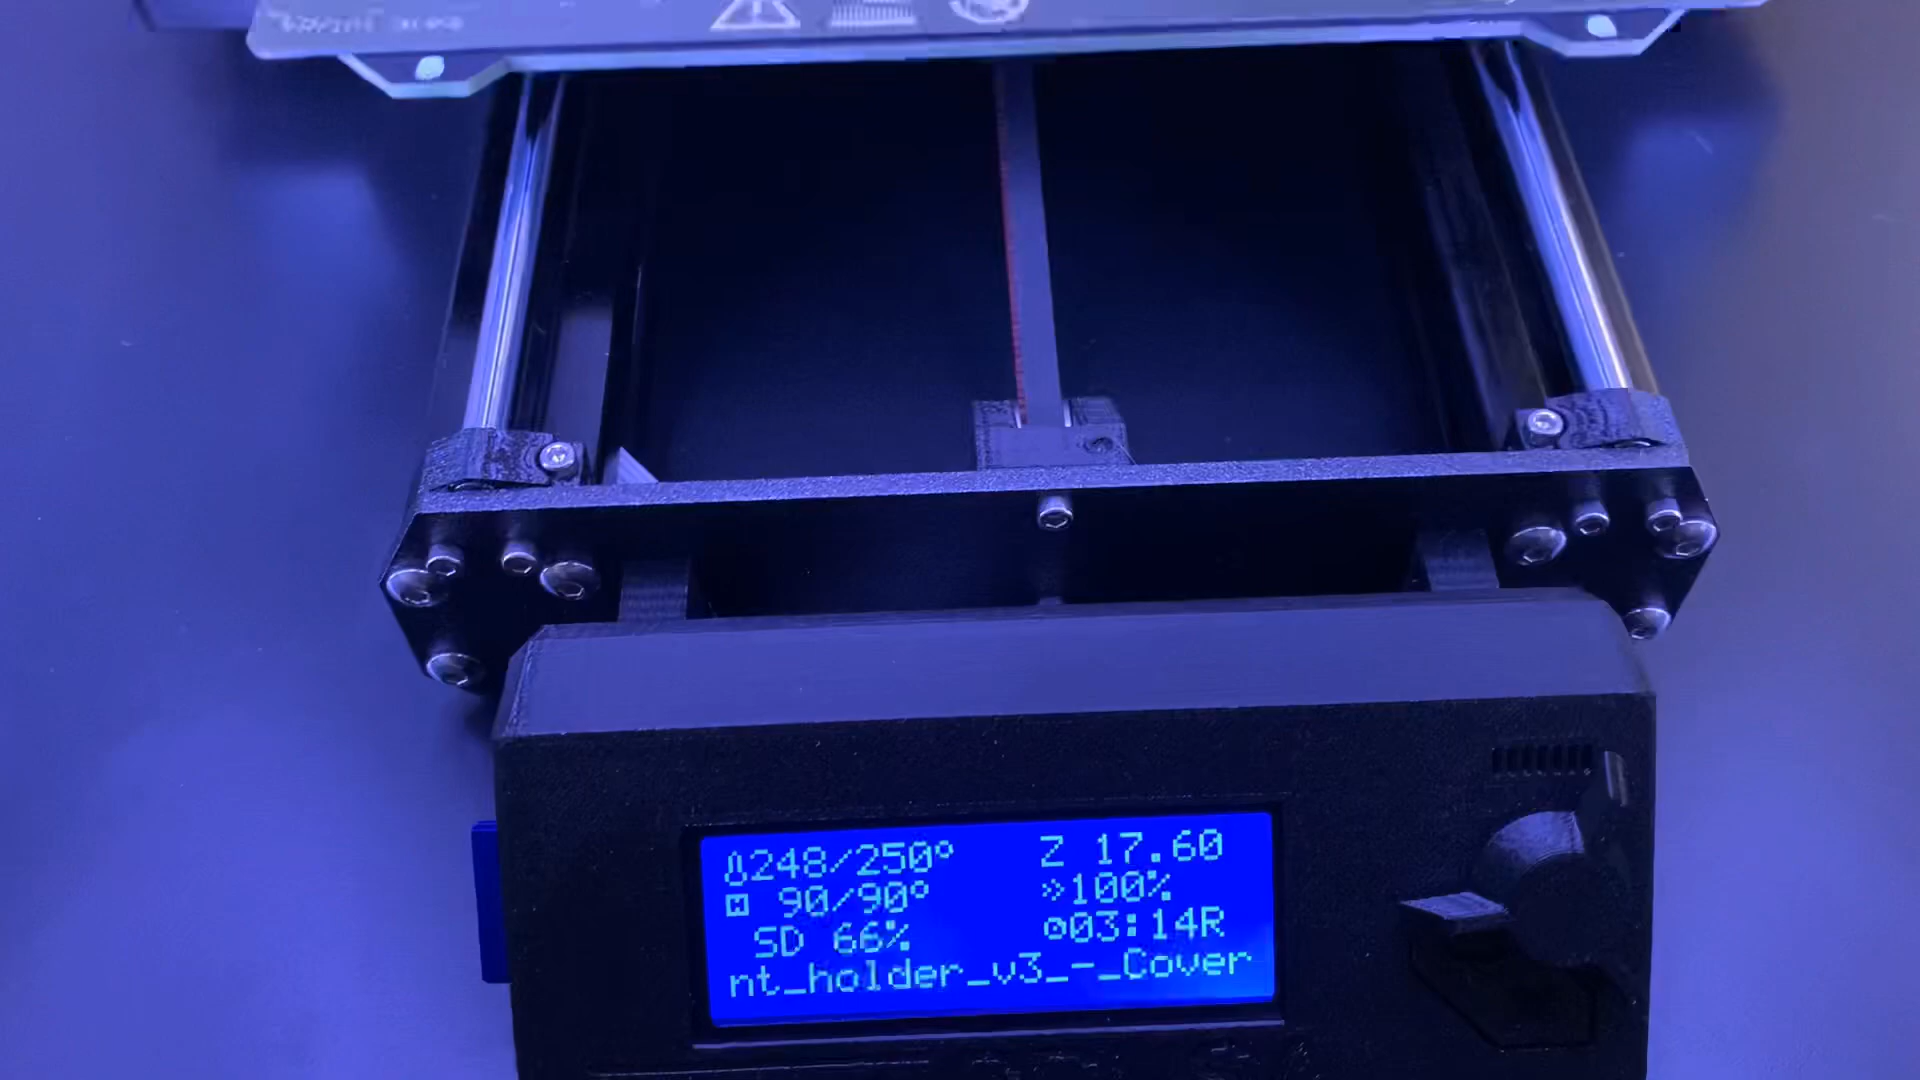 248/250° Z 17.60
90/90° 100%
SD 66% 03:14R
nt_holder_v3_-_Cover